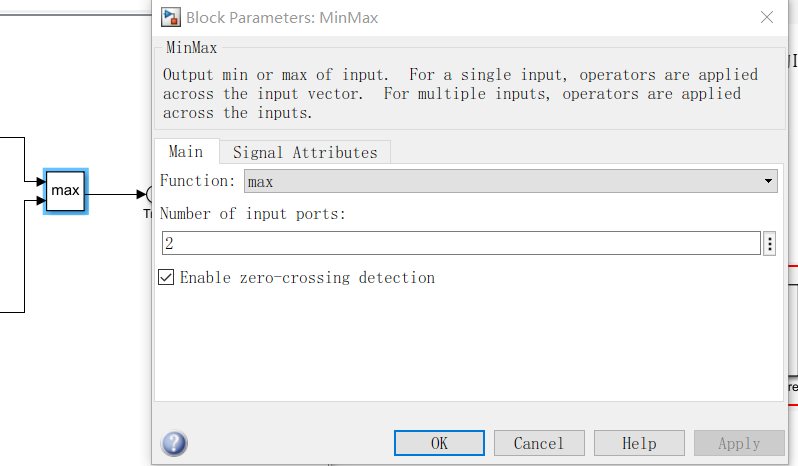 Block Parameters: MinMax
MinMax
Output min or max of input. For a single input, operators are applied
across the input vector. For multiple inputs, operators are applied
across the inputs.
Main
Signal Attributes
Function:
max
Number of input ports:
2
Enable zero-crossing detection
OK
Cancel
Help
Apply
max